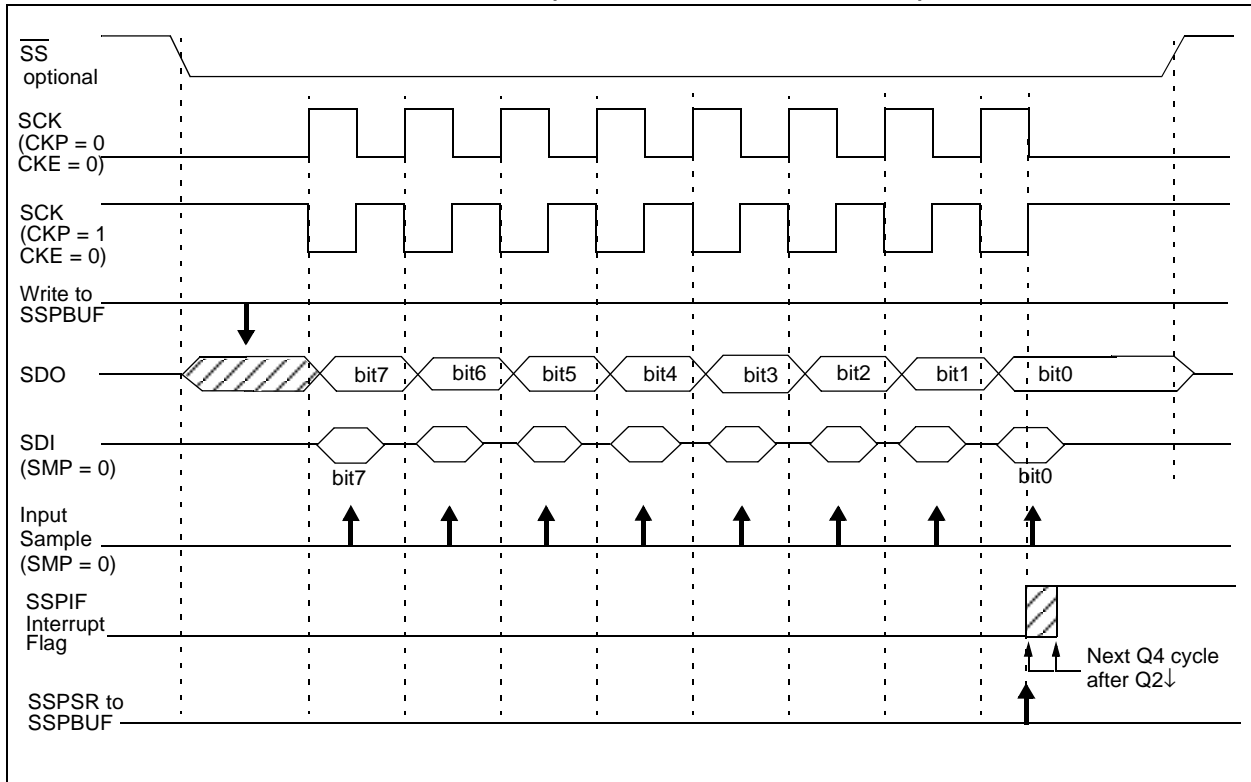 SS
optional
SCK
(CKP = 0
CKE = 0)
SCK
(CKP = 1
CKE = 0)
Write to
SSPBUF
SDO
bit7 bit6 bit5 bit4 bit3 bit2 bit1 bit0
SDI
(SMP = 0)
bit7 bit0
Input
Sample
(SMP = 0)
SSPIF
Interrupt
Flag
Next Q4 cycle
after Q2↓
SSPSR to
SSPBUF